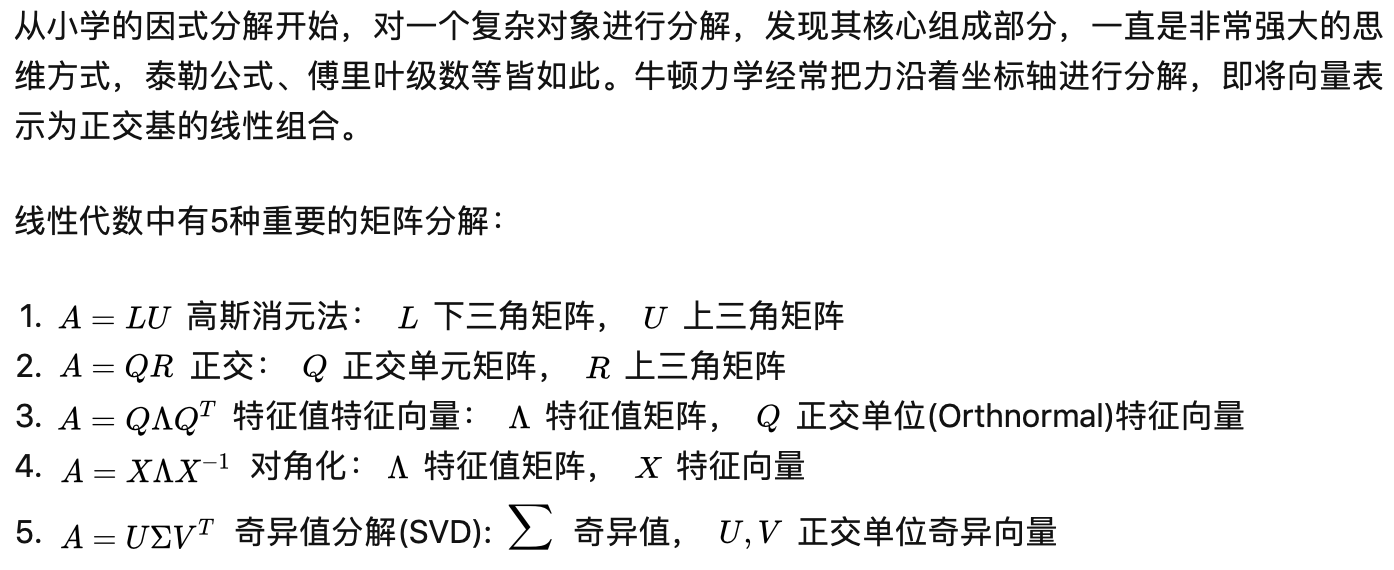 从小学的因式分解开始，对一个复杂对象进行分解，发现其核心组成部分，一直是非常强大的思
维方式，泰勒公式、傅里叶级数等皆如此。牛顿力学经常把力沿着坐标轴进行分解，即将向量表
示为正交基的线性组合。
线性代数中有5种重要的矩阵分解：
1. A = LU 高斯消元法： L 下三角矩阵， U 上三角矩阵
2. A = QR 正交： Q 正交单元矩阵， R 上三角矩阵
3. A = QΛQ^T 特征值特征向量： Λ 特征值矩阵， Q 正交单位(Orthnormal)特征向量
4. A = XΛX^{-1} 对角化： Λ 特征值矩阵， X 特征向量
5. A = UΣV^T 奇异值分解(SVD): ∑ 奇异值， U, V 正交单位奇异向量